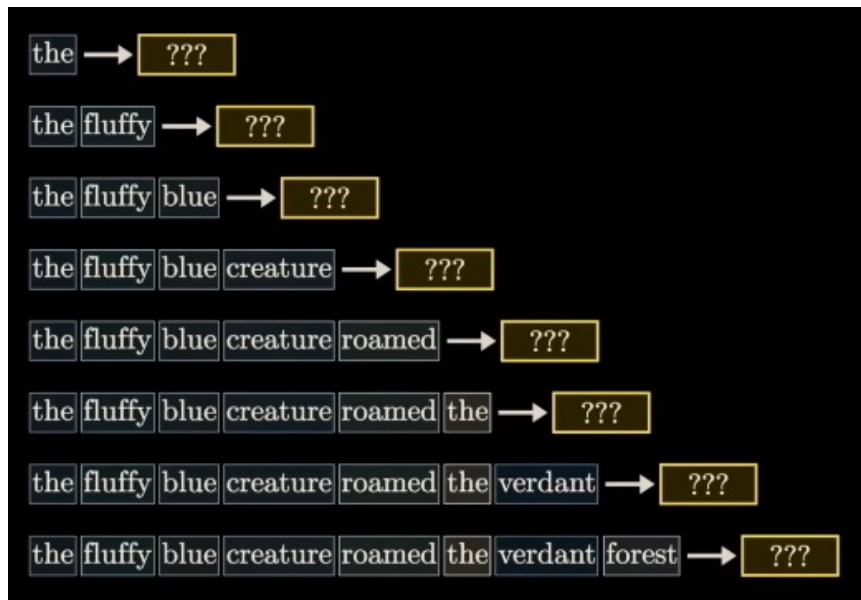 the → ???
the fluffy → ???
the fluffy blue → ???
the fluffy blue creature → ???
the fluffy blue creature roamed → ???
the fluffy blue creature roamed the → ???
the fluffy blue creature roamed the verdant → ???
the fluffy blue creature roamed the verdant forest → ???